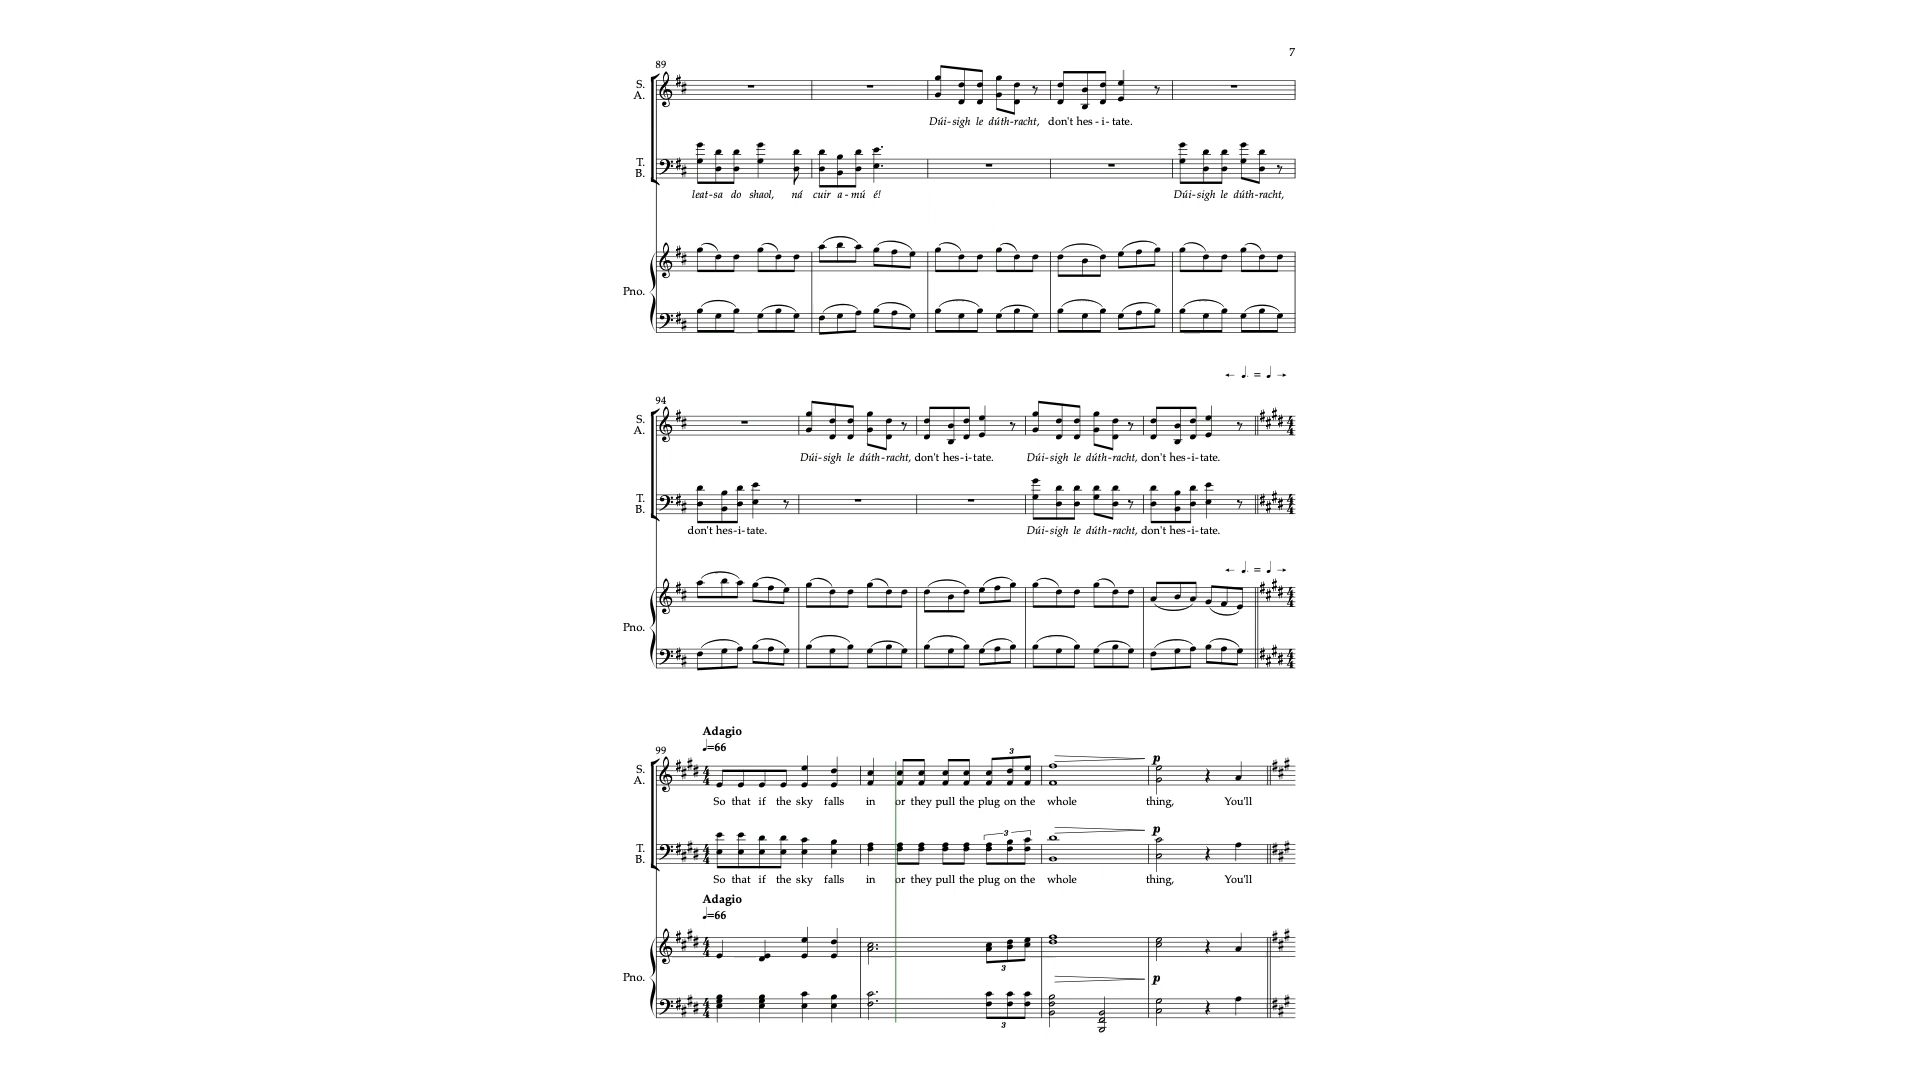 7
89
S.
A.
Dúi-sigh le dúth-racht, don't hes-i-tate.
T.
B.
leat-sa do shaol, ná cuir a-mú é! Dúi-sigh le dúth-racht,
Pno.
94
S.
A.
Dúi-sigh le dúth-racht, don't hes-i-tate. Dúi-sigh le dúth-racht, don't hes-i-tate.
T.
B.
don't hes-i-tate. Dúi-sigh le dúth-racht, don't hes-i-tate.
Pno.
Adagio
♩=66
99
3
S.
A.
p
So that if the sky falls in or they pull the plug on the whole thing, You'll
3
T.
B.
p
So that if the sky falls in or they pull the plug on the whole thing, You'll
Adagio
♩=66
3
Pno.
p
3